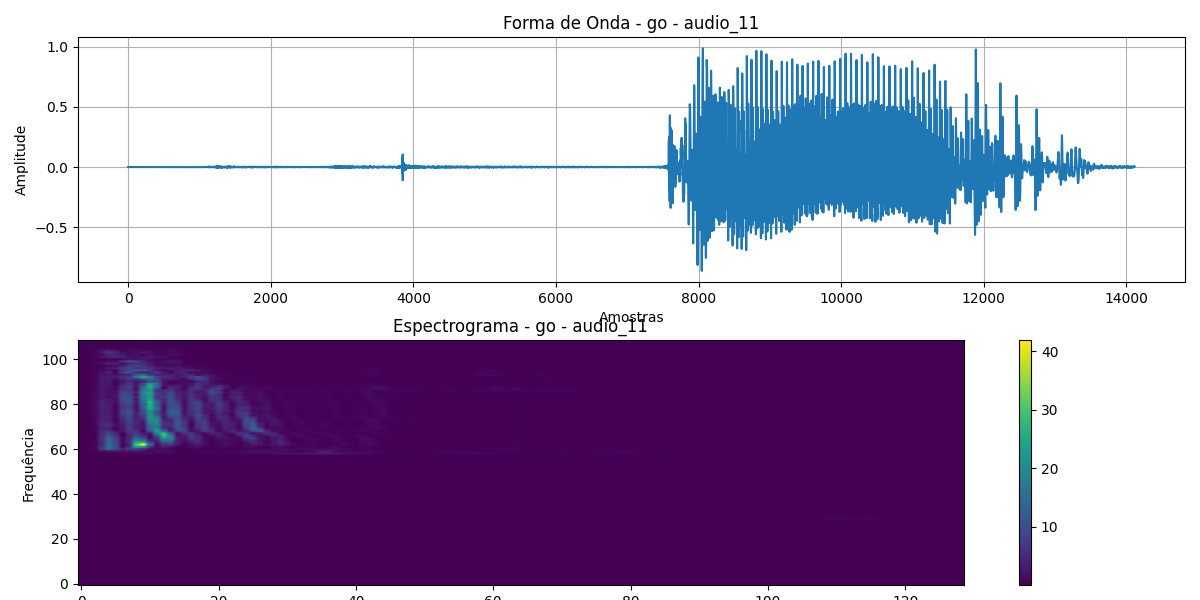 Forma de Onda - go - audio_11
1.0
0.5
0.0
−0.5
Amplitude
0 2000 4000 6000 8000 10000 12000 14000
Amostras
Espectrograma - go - audio_11
100
80
60
40
20
0
Frequência
40
30
20
10
0 20 40 60 80 100 120